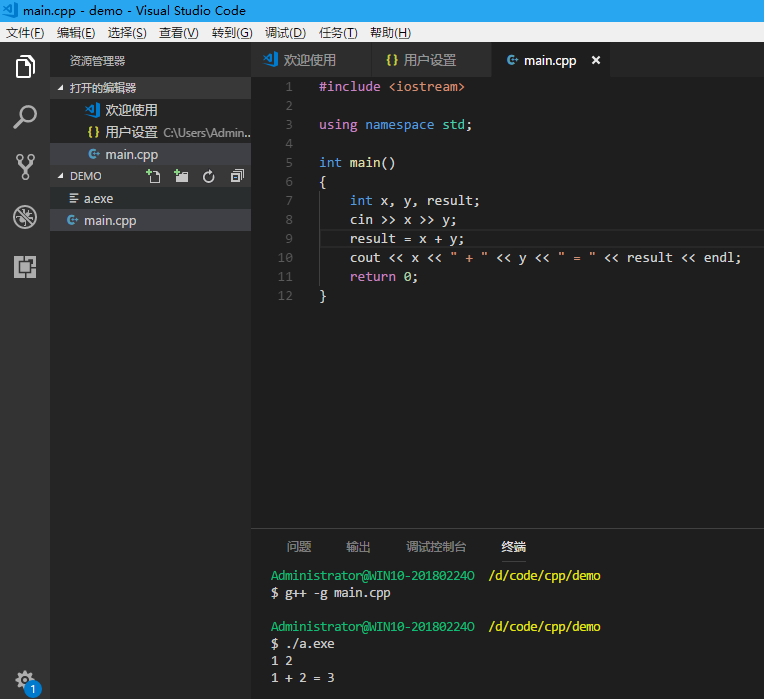 main.cpp - demo - Visual Studio Code
文件(F) 编辑(E) 选择(S) 查看(V) 转到(G) 调试(D) 任务(T) 帮助(H)
资源管理器
打开的编辑器
欢迎使用
{} 用户设置 C:\Users\Admin...
main.cpp
DEMO
a.exe
main.cpp
1
欢迎使用 {} 用户设置 main.cpp ×
1 #include <iostream>
2
3 using namespace std;
4
5 int main()
6 {
7 int x, y, result;
8 cin >> x >> y;
9 result = x + y;
10 cout << x << " + " << y << " = " << result << endl;
11 return 0;
12 }
问题 输出 调试控制台 终端
Administrator@WIN10-201802240 /d/code/cpp/demo
$ g++ -g main.cpp
Administrator@WIN10-201802240 /d/code/cpp/demo
$ ./a.exe
1 2
1 + 2 = 3